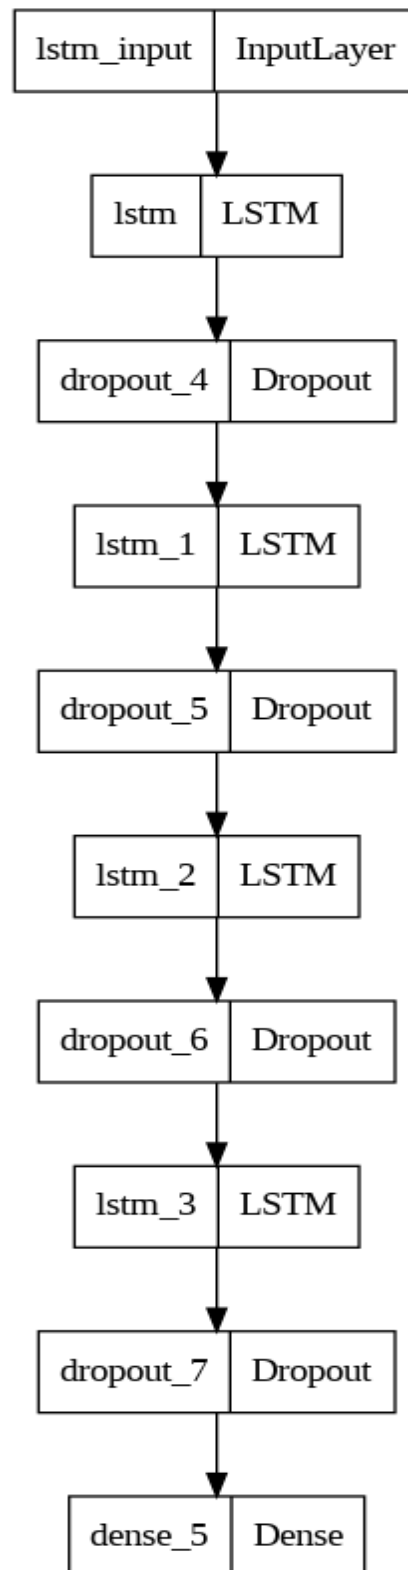 lstm_input InputLayer
lstm LSTM
dropout_4 Dropout
lstm_1 LSTM
dropout_5 Dropout
lstm_2 LSTM
dropout_6 Dropout
lstm_3 LSTM
dropout_7 Dropout
dense_5 Dense